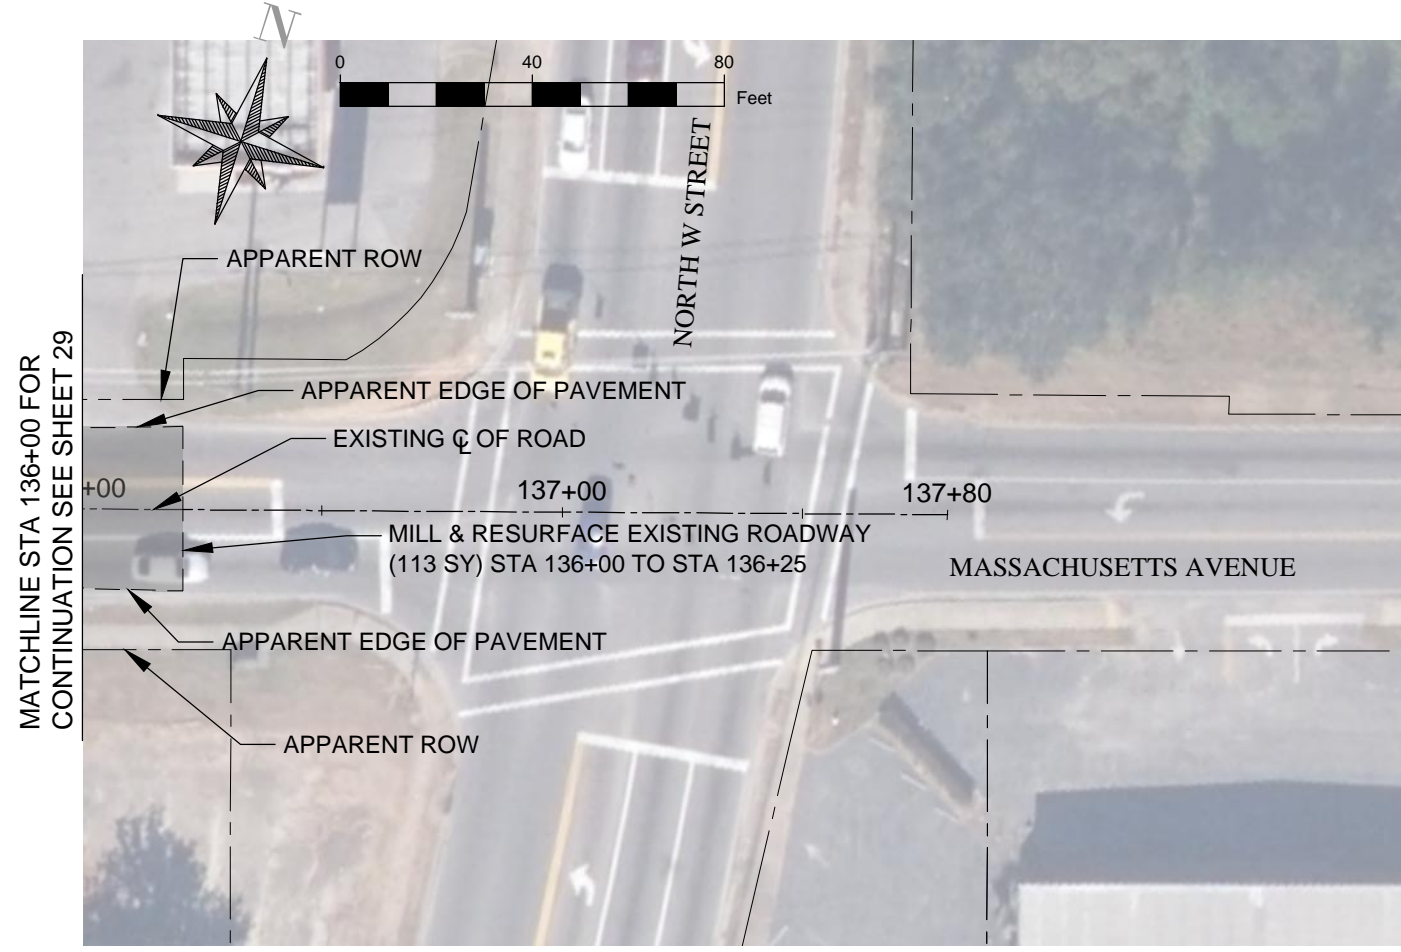 N
0 40 80
Feet
NORTH W STREET
APPARENT ROW
MATCHLINE STA 136+00 FOR
CONTINUATION SEE SHEET 29
APPARENT EDGE OF PAVEMENT
EXISTING ℄ OF ROAD
+00
137+00
137+80
MILL & RESURFACE EXISTING ROADWAY
(113 SY) STA 136+00 TO STA 136+25
MASSACHUSETTS AVENUE
APPARENT EDGE OF PAVEMENT
APPARENT ROW